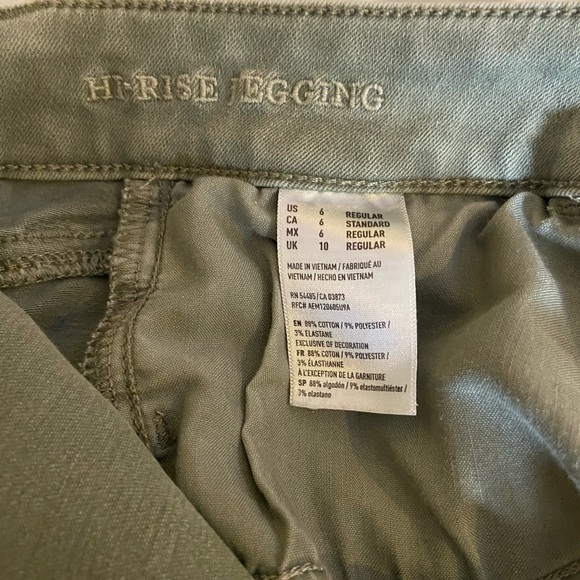 HI-RISE JEGGING
US 6 REGULAR
CA 6 STANDARD
MX 6 REGULAR
UK 10 REGULAR
MADE IN VIETNAM / FABRIQUÉ AU
VIETNAM / HECHO EN VIETNAM
RN 54485/CA 03873
RFC# AEM120605U9A
EN 88% COTTON / 9% POLYESTER /
3% ELASTANE
EXCLUSIVE OF DECORATION
FR 88% COTON / 9% POLYESTER /
3% ÉLASTHANNE
À L'EXCEPTION DE LA GARNITURE
SP 88% algodón / 9% elastomultiéster /
3% elastano